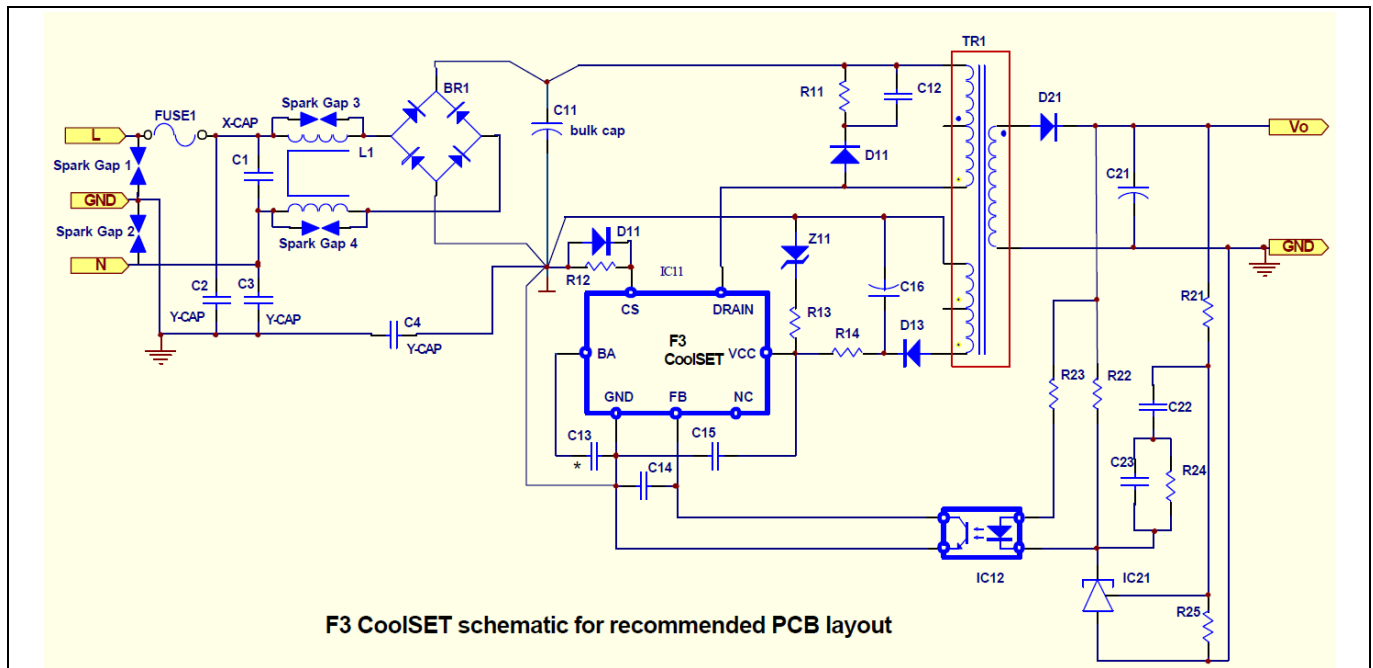 TR1
BR1
Spark Gap 3
FUSE1
X-CAP
L
L1
C11
bulk cap
R11
C12
D21
Vo
Spark Gap 1
C1
D11
C21
GND
Spark Gap 2
Spark Gap 4
D11
Z11
GND
N
R12
IC11
C2
C3
Y-CAP
Y-CAP
C4
Y-CAP
CS
DRAIN
C16
R13
R14
D13
R21
BA
F3
CoolSET
VCC
GND
FB
NC
R23
R22
C22
C13
*
C15
C14
C23
R24
IC12
IC21
R25
F3 CoolSET schematic for recommended PCB layout